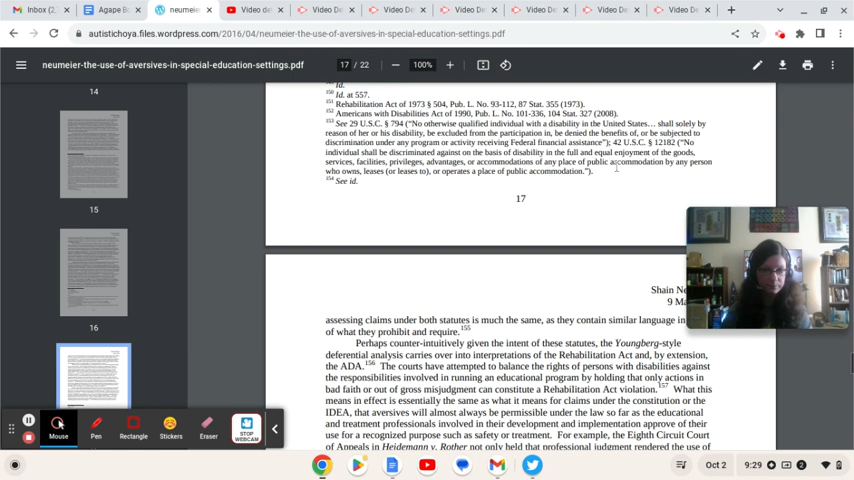 Inbox (2,
Agape Bo
neumeier
Video det
Video De
Video De
Video De
Video De
Video De
Video De
autistichoya.files.wordpress.com/2016/04/neumeier-the-use-of-aversives-in-special-education-settings.pdf
neumeier-the-use-of-aversives-in-special-education-settings.pdf
17 / 22
100%
14
15
16
Id.
150 Id. at 557.
151 Rehabilitation Act of 1973 § 504, Pub. L. No. 93-112, 87 Stat. 355 (1973).
152 Americans with Disabilities Act of 1990, Pub. L. No. 101-336, 104 Stat. 327 (2008).
153 See 29 U.S.C. § 794 (“No otherwise qualified individual with a disability in the United States… shall solely by
reason of her or his disability, be excluded from the participation in, be denied the benefits of, or be subjected to
discrimination under any program or activity receiving Federal financial assistance”); 42 U.S.C. § 12182 (“No
individual shall be discriminated against on the basis of disability in the full and equal enjoyment of the goods,
services, facilities, privileges, advantages, or accommodations of any place of public accommodation by any person
who owns, leases (or leases to), or operates a place of public accommodation.”).
154 See id.
17
Shain Ne
9 Ma
assessing claims under both statutes is much the same, as they contain similar language in
of what they prohibit and require.155
Perhaps counter-intuitively given the intent of these statutes, the Youngberg-style
deferential analysis carries over into interpretations of the Rehabilitation Act and, by extension,
the ADA.156 The courts have attempted to balance the rights of persons with disabilities against
the responsibilities involved in running an educational program by holding that only actions in
bad faith or out of gross misjudgment can constitute a Rehabilitation Act violation.157 What this
means in effect is essentially the same as what it means for claims under the constitution or the
IDEA, that aversives will almost always be permissible under the law so far as the educational
and treatment professionals involved in their development and implementation approve of their
use for a recognized purpose such as safety or treatment. For example, the Eighth Circuit Court
of Appeals in Heidemann v. Rother not only held that professional judgment rendered the use of
Mouse
Pen
Rectangle
Stickers
Eraser
STOP
WEBCAM
Oct 2
9:29
2